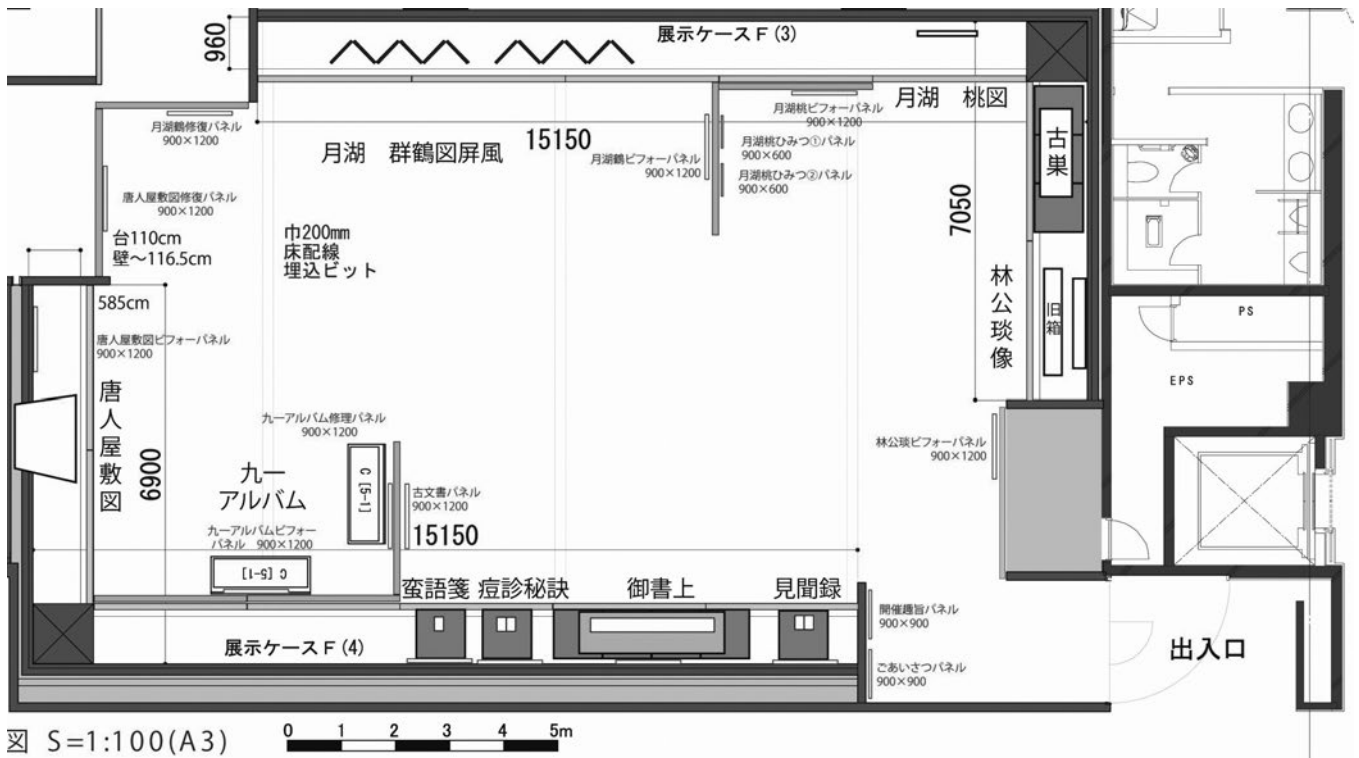 展示ケースF(3)
960
月湖鶴修復パネル
900×1200
月湖 群鶴図屏風
15150
月湖鶴ビフォーパネル
900×1200
月湖桃ビフォーパネル
900×1200
月湖桃ひみつ①パネル
900×600
月湖桃ひみつ②パネル
900×600
月湖 桃図
古巣
7050
唐人屋敷図修復パネル
900×1200
台110cm
壁～116.5cm
巾200mm
床配線
埋込ピット
585cm
唐人屋敷図ビフォーパネル
900×1200
林公琰像
旧箱
PS
EPS
唐人屋敷図
6900
九一アルバム修理パネル
900×1200
九一
アルバム
C [5-1]
古文書パネル
900×1200
九一アルバムビフォー
パネル 900×1200
C [5-1]
15150
林公琰ビフォーパネル
900×1200
蛮語箋
痘診秘訣
御書上
見聞録
展示ケースF(4)
開催趣旨パネル
900×900
ごあいさつパネル
900×900
出入口
図 S=1:100(A3)
0 1 2 3 4 5m